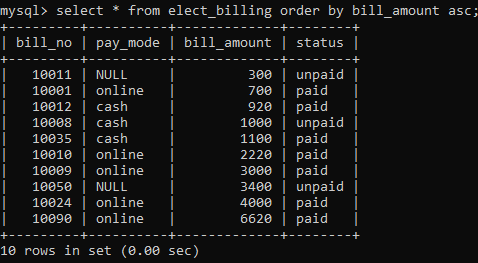 mysql> select * from elect_billing order by bill_amount asc;
+---------+----------+-------------+--------+
| bill_no | pay_mode | bill_amount | status |
+---------+----------+-------------+--------+
|   10011 | NULL     |         300 | unpaid |
|   10001 | online   |         700 | paid   |
|   10012 | cash     |         920 | paid   |
|   10008 | cash     |        1000 | unpaid |
|   10035 | cash     |        1100 | paid   |
|   10010 | online   |        2220 | paid   |
|   10009 | online   |        3000 | paid   |
|   10050 | NULL     |        3400 | unpaid |
|   10024 | online   |        4000 | paid   |
|   10090 | online   |        6620 | paid   |
+---------+----------+-------------+--------+
10 rows in set (0.00 sec)